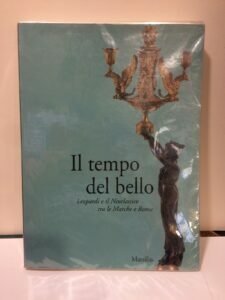 Il tempo
del bello
Leopardi e il Neoclassico
tra le Marche e Roma
Marsilio